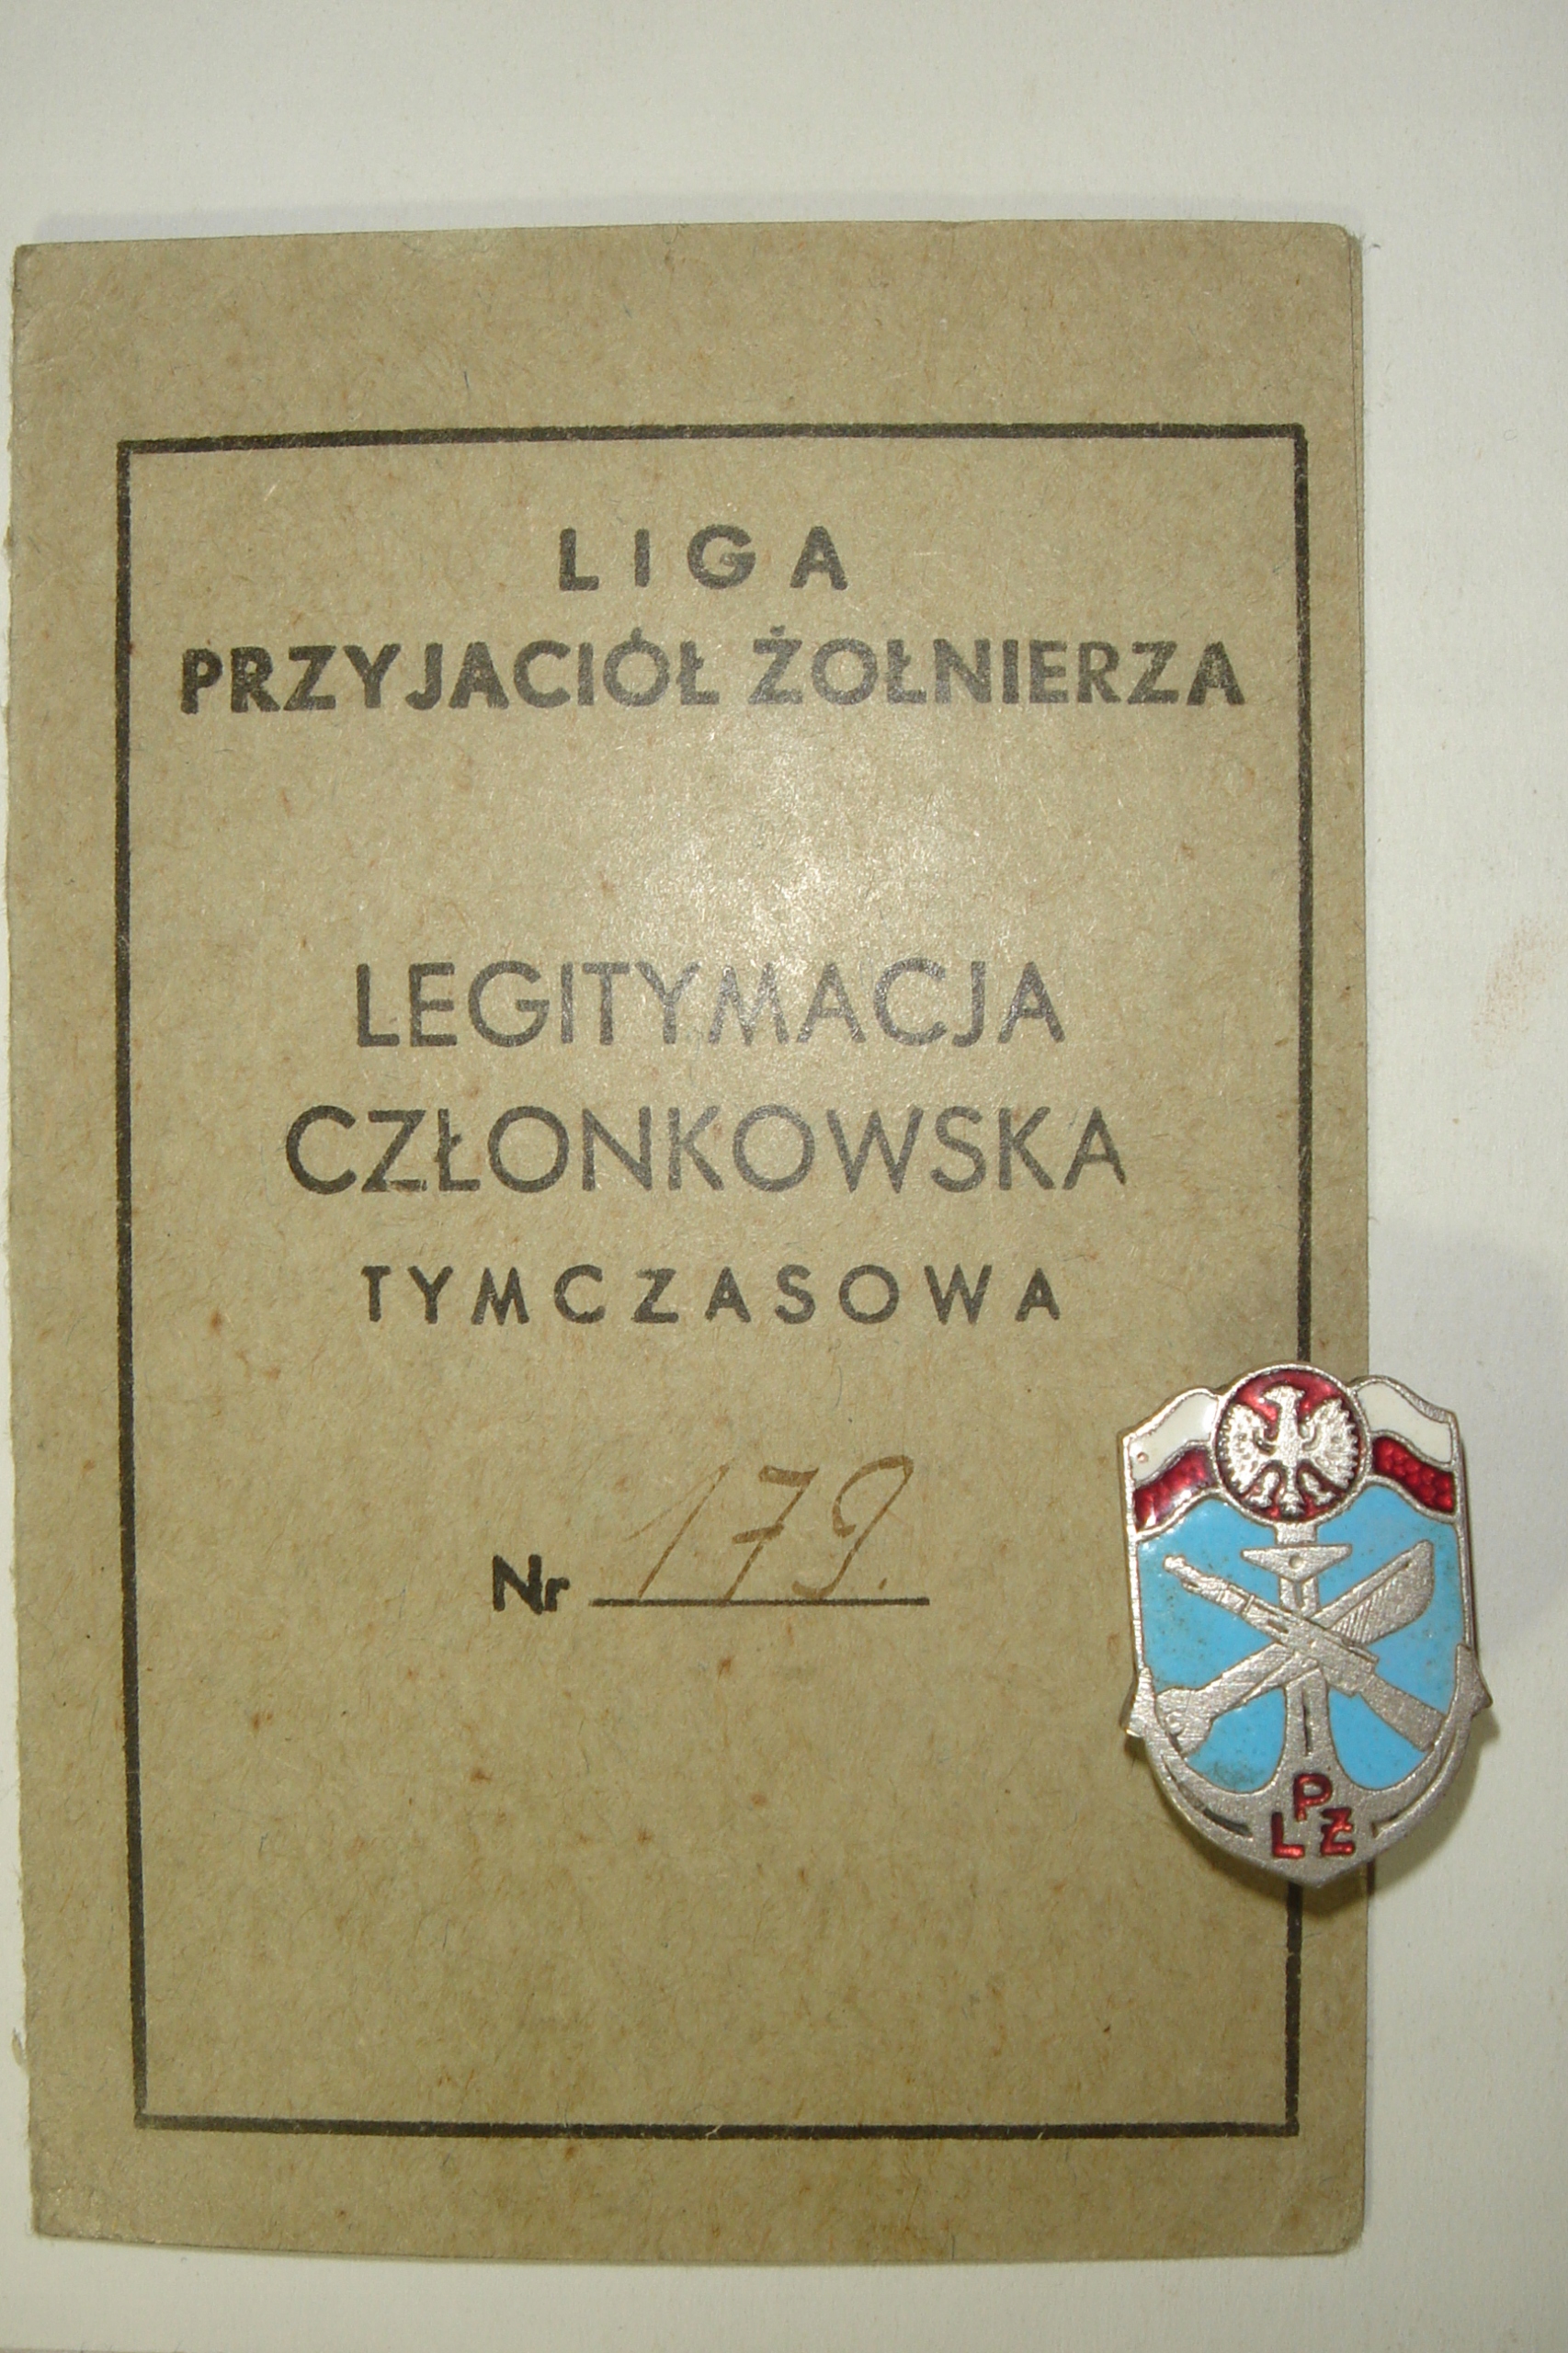 LIGA
PRZYJACIÓŁ ŻOŁNIERZA
LEGITYMACJA
CZŁONKOWSKA
TYMCZASOWA
Nr 179.
LPŻ